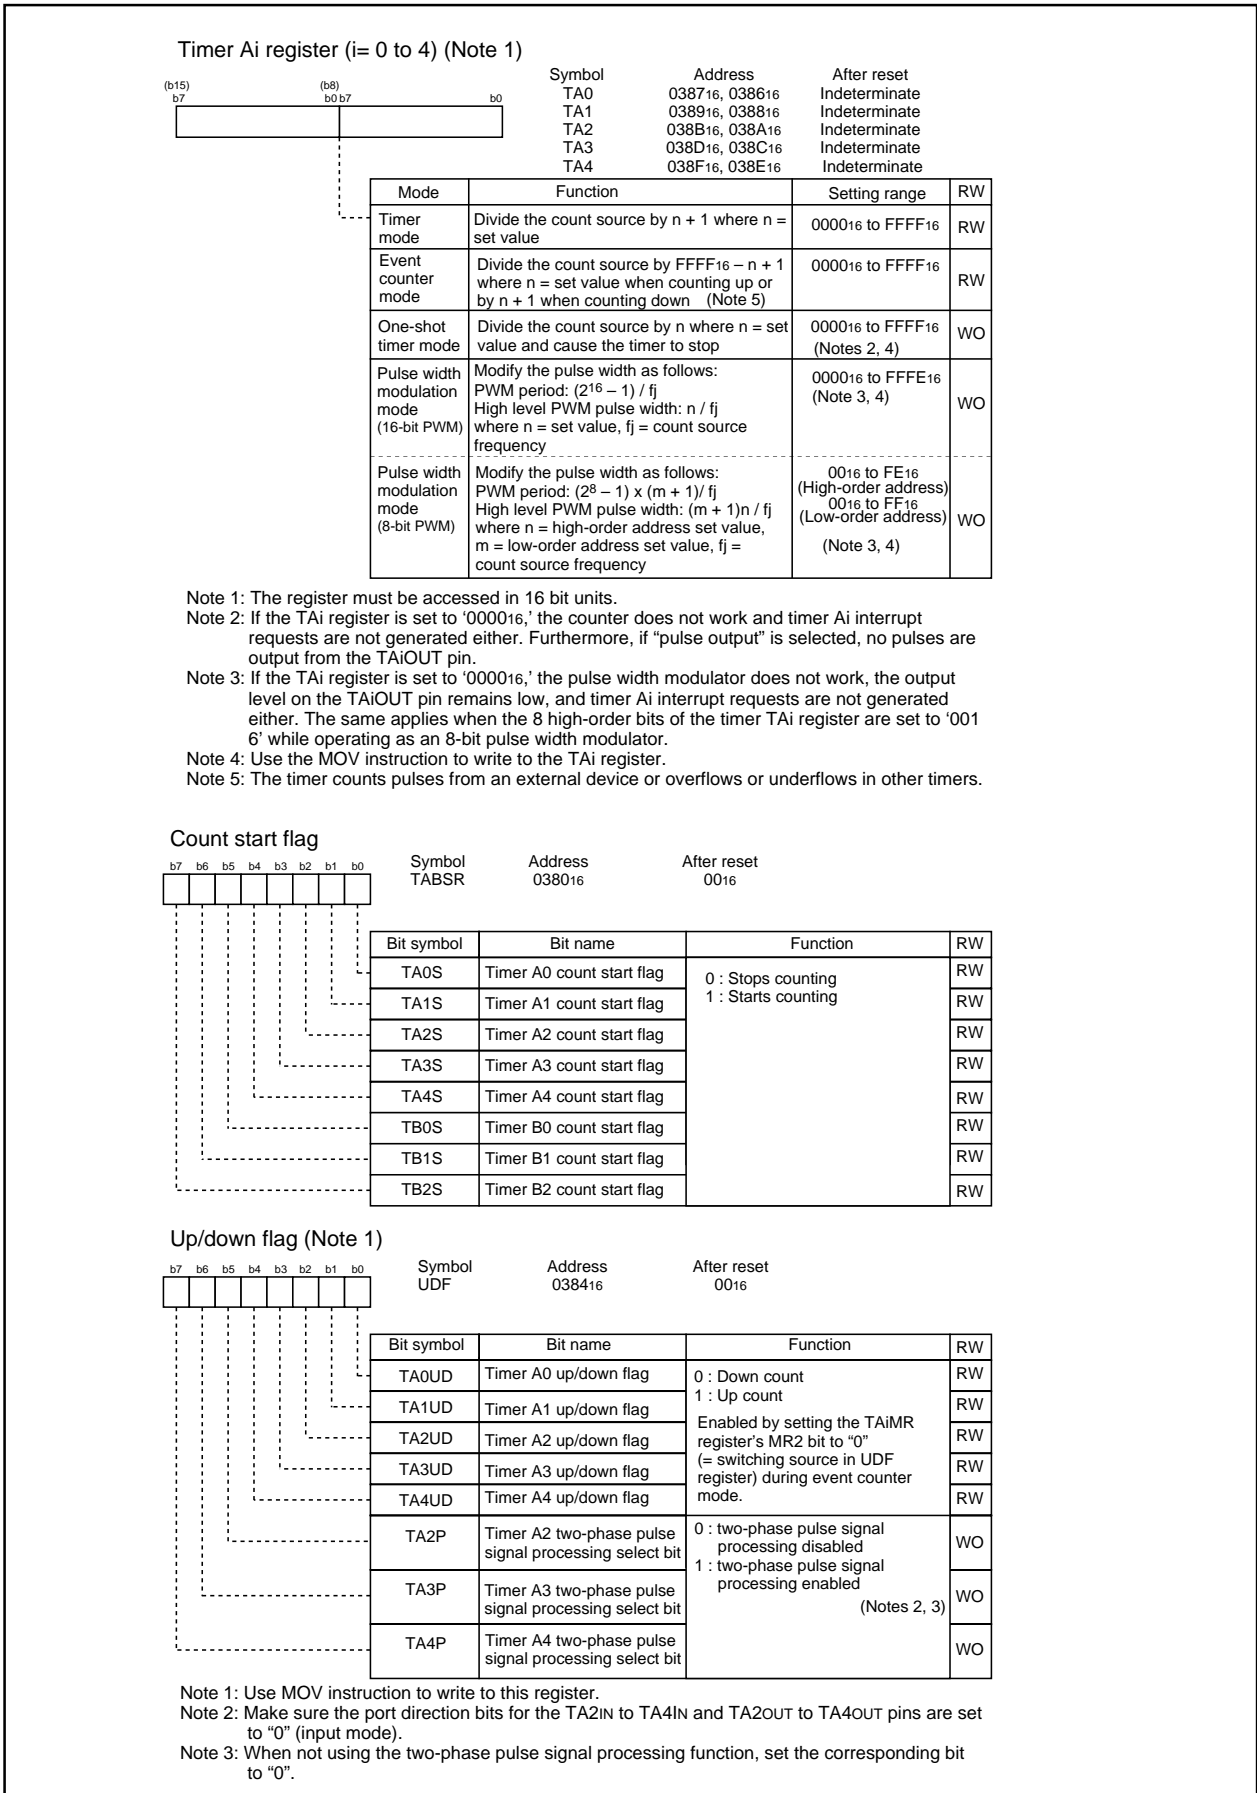 Timer Ai register (i= 0 to 4) (Note 1)
Symbol Address After reset
TA0 038716, 038616 Indeterminate
TA1 038916, 038816 Indeterminate
TA2 038B16, 038A16 Indeterminate
TA3 038D16, 038C16 Indeterminate
TA4 038F16, 038E16 Indeterminate
(b15) (b8)
b7 b0 b7 b0
Mode Function Setting range RW
Timer mode Divide the count source by n + 1 where n = set value 000016 to FFFF16 RW
Event counter mode Divide the count source by FFFF16 – n + 1 where n = set value when counting up or by n + 1 when counting down (Note 5) 000016 to FFFF16 RW
One-shot timer mode Divide the count source by n where n = set value and cause the timer to stop 000016 to FFFF16 (Notes 2, 4) WO
Pulse width modulation mode (16-bit PWM) Modify the pulse width as follows: PWM period: (216 – 1) / fj High level PWM pulse width: n / fj where n = set value, fj = count source frequency 000016 to FFFE16 (Note 3, 4) WO
Pulse width modulation mode (8-bit PWM) Modify the pulse width as follows: PWM period: (28 – 1) x (m + 1)/ fj High level PWM pulse width: (m + 1)n / fj where n = high-order address set value, m = low-order address set value, fj = count source frequency 0016 to FE16 (High-order address) 0016 to FF16 (Low-order address) (Note 3, 4) WO
Note 1: The register must be accessed in 16 bit units.
Note 2: If the TAi register is set to ‘000016,’ the counter does not work and timer Ai interrupt
requests are not generated either. Furthermore, if “pulse output” is selected, no pulses are
output from the TAiOUT pin.
Note 3: If the TAi register is set to ‘000016,’ the pulse width modulator does not work, the output
level on the TAiOUT pin remains low, and timer Ai interrupt requests are not generated
either. The same applies when the 8 high-order bits of the timer TAi register are set to ‘001
6’ while operating as an 8-bit pulse width modulator.
Note 4: Use the MOV instruction to write to the TAi register.
Note 5: The timer counts pulses from an external device or overflows or underflows in other timers.
Count start flag
Symbol Address After reset
TABSR 038016 0016
b7 b6 b5 b4 b3 b2 b1 b0
Bit symbol Bit name Function RW
TA0S Timer A0 count start flag 0 : Stops counting 1 : Starts counting RW
TA1S Timer A1 count start flag RW
TA2S Timer A2 count start flag RW
TA3S Timer A3 count start flag RW
TA4S Timer A4 count start flag RW
TB0S Timer B0 count start flag RW
TB1S Timer B1 count start flag RW
TB2S Timer B2 count start flag RW
Up/down flag (Note 1)
Symbol Address After reset
UDF 038416 0016
b7 b6 b5 b4 b3 b2 b1 b0
Bit symbol Bit name Function RW
TA0UD Timer A0 up/down flag 0 : Down count RW
1 : Up count
TA1UD Timer A1 up/down flag Enabled by setting the TAiMR RW
TA2UD Timer A2 up/down flag register’s MR2 bit to “0” RW
(= switching source in UDF
TA3UD Timer A3 up/down flag register) during event counter RW
TA4UD Timer A4 up/down flag mode. RW
TA2P Timer A2 two-phase pulse signal processing select bit 0 : two-phase pulse signal processing disabled WO
1 : two-phase pulse signal processing enabled
TA3P Timer A3 two-phase pulse signal processing select bit (Notes 2, 3) WO
TA4P Timer A4 two-phase pulse signal processing select bit WO
Note 1: Use MOV instruction to write to this register.
Note 2: Make sure the port direction bits for the TA2IN to TA4IN and TA2OUT to TA4OUT pins are set
to “0” (input mode).
Note 3: When not using the two-phase pulse signal processing function, set the corresponding bit
to “0”.